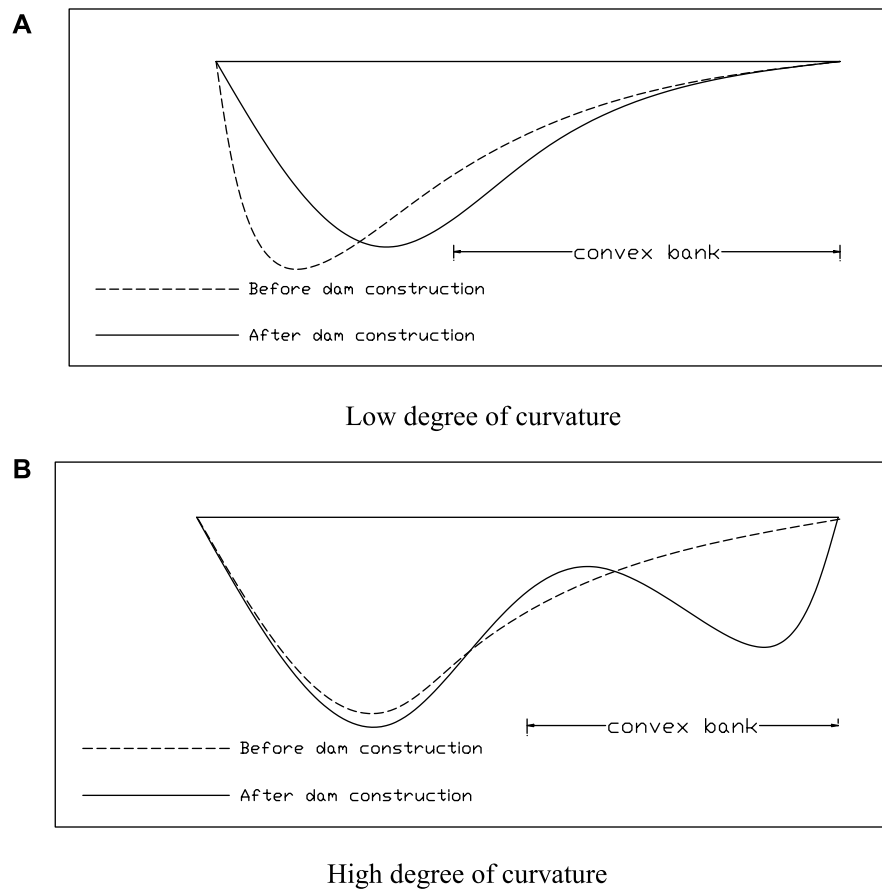 A
convex bank
Before dam construction
After dam construction
Low degree of curvature
B
convex bank
Before dam construction
After dam construction
High degree of curvature